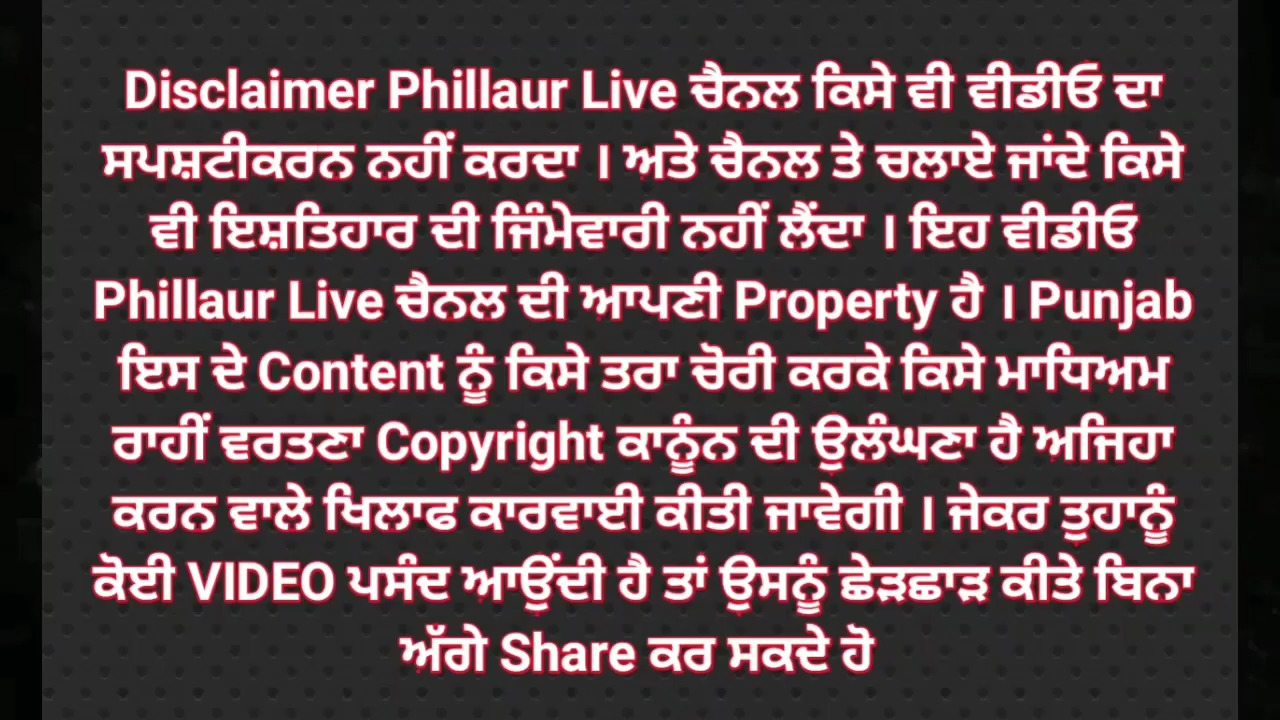 Disclaimer Phillaur Live ਚੈਨਲ ਕਿਸੇ ਵੀ ਵੀਡੀਓ ਦਾ
ਸਪਸ਼ਟੀਕਰਨ ਨਹੀਂ ਕਰਦਾ । ਅਤੇ ਚੈਨਲ ਤੇ ਚਲਾਏ ਜਾਂਦੇ ਕਿਸੇ
ਵੀ ਇਸ਼ਤਿਹਾਰ ਦੀ ਜਿੰਮੇਵਾਰੀ ਨਹੀਂ ਲੈਂਦਾ । ਇਹ ਵੀਡੀਓ
Phillaur Live ਚੈਨਲ ਦੀ ਆਪਣੀ Property ਹੈ । Punjab
ਇਸ ਦੇ Content ਨੂੰ ਕਿਸੇ ਤਰਾ ਚੋਰੀ ਕਰਕੇ ਕਿਸੇ ਮਾਧਿਅਮ
ਰਾਹੀਂ ਵਰਤਣਾ Copyright ਕਾਨੂੰਨ ਦੀ ਉਲੰਘਣਾ ਹੈ ਅਜਿਹਾ
ਕਰਨ ਵਾਲੇ ਖਿਲਾਫ ਕਾਰਵਾਈ ਕੀਤੀ ਜਾਵੇਗੀ । ਜੇਕਰ ਤੁਹਾਨੂੰ
ਕੋਈ VIDEO ਪਸੰਦ ਆਉਂਦੀ ਹੈ ਤਾਂ ਉਸਨੂੰ ਛੇੜਛਾੜ ਕੀਤੇ ਬਿਨਾ
ਅੱਗੇ Share ਕਰ ਸਕਦੇ ਹੋ